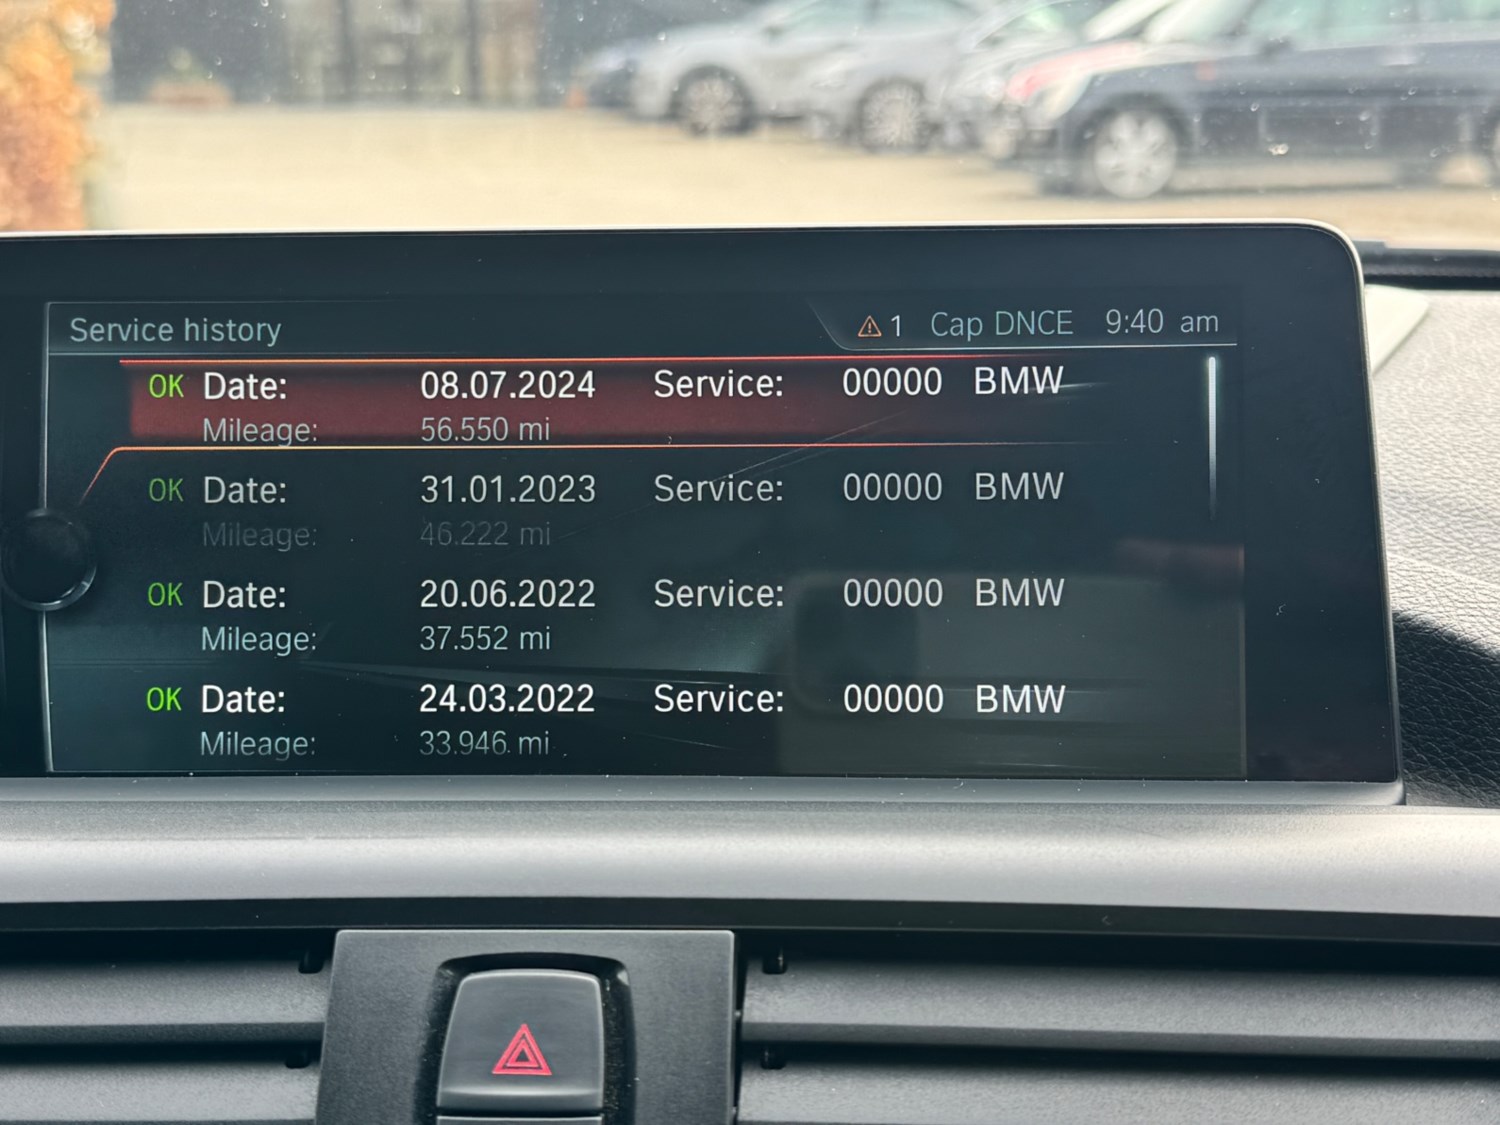 Service history 1 Cap DNCE 9:40 am
OK Date: 08.07.2024 Service: 00000 BMW
Mileage: 56.550 mi
OK Date: 31.01.2023 Service: 00000 BMW
Mileage: 46.222 mi
OK Date: 20.06.2022 Service: 00000 BMW
Mileage: 37.552 mi
OK Date: 24.03.2022 Service: 00000 BMW
Mileage: 33.946 mi